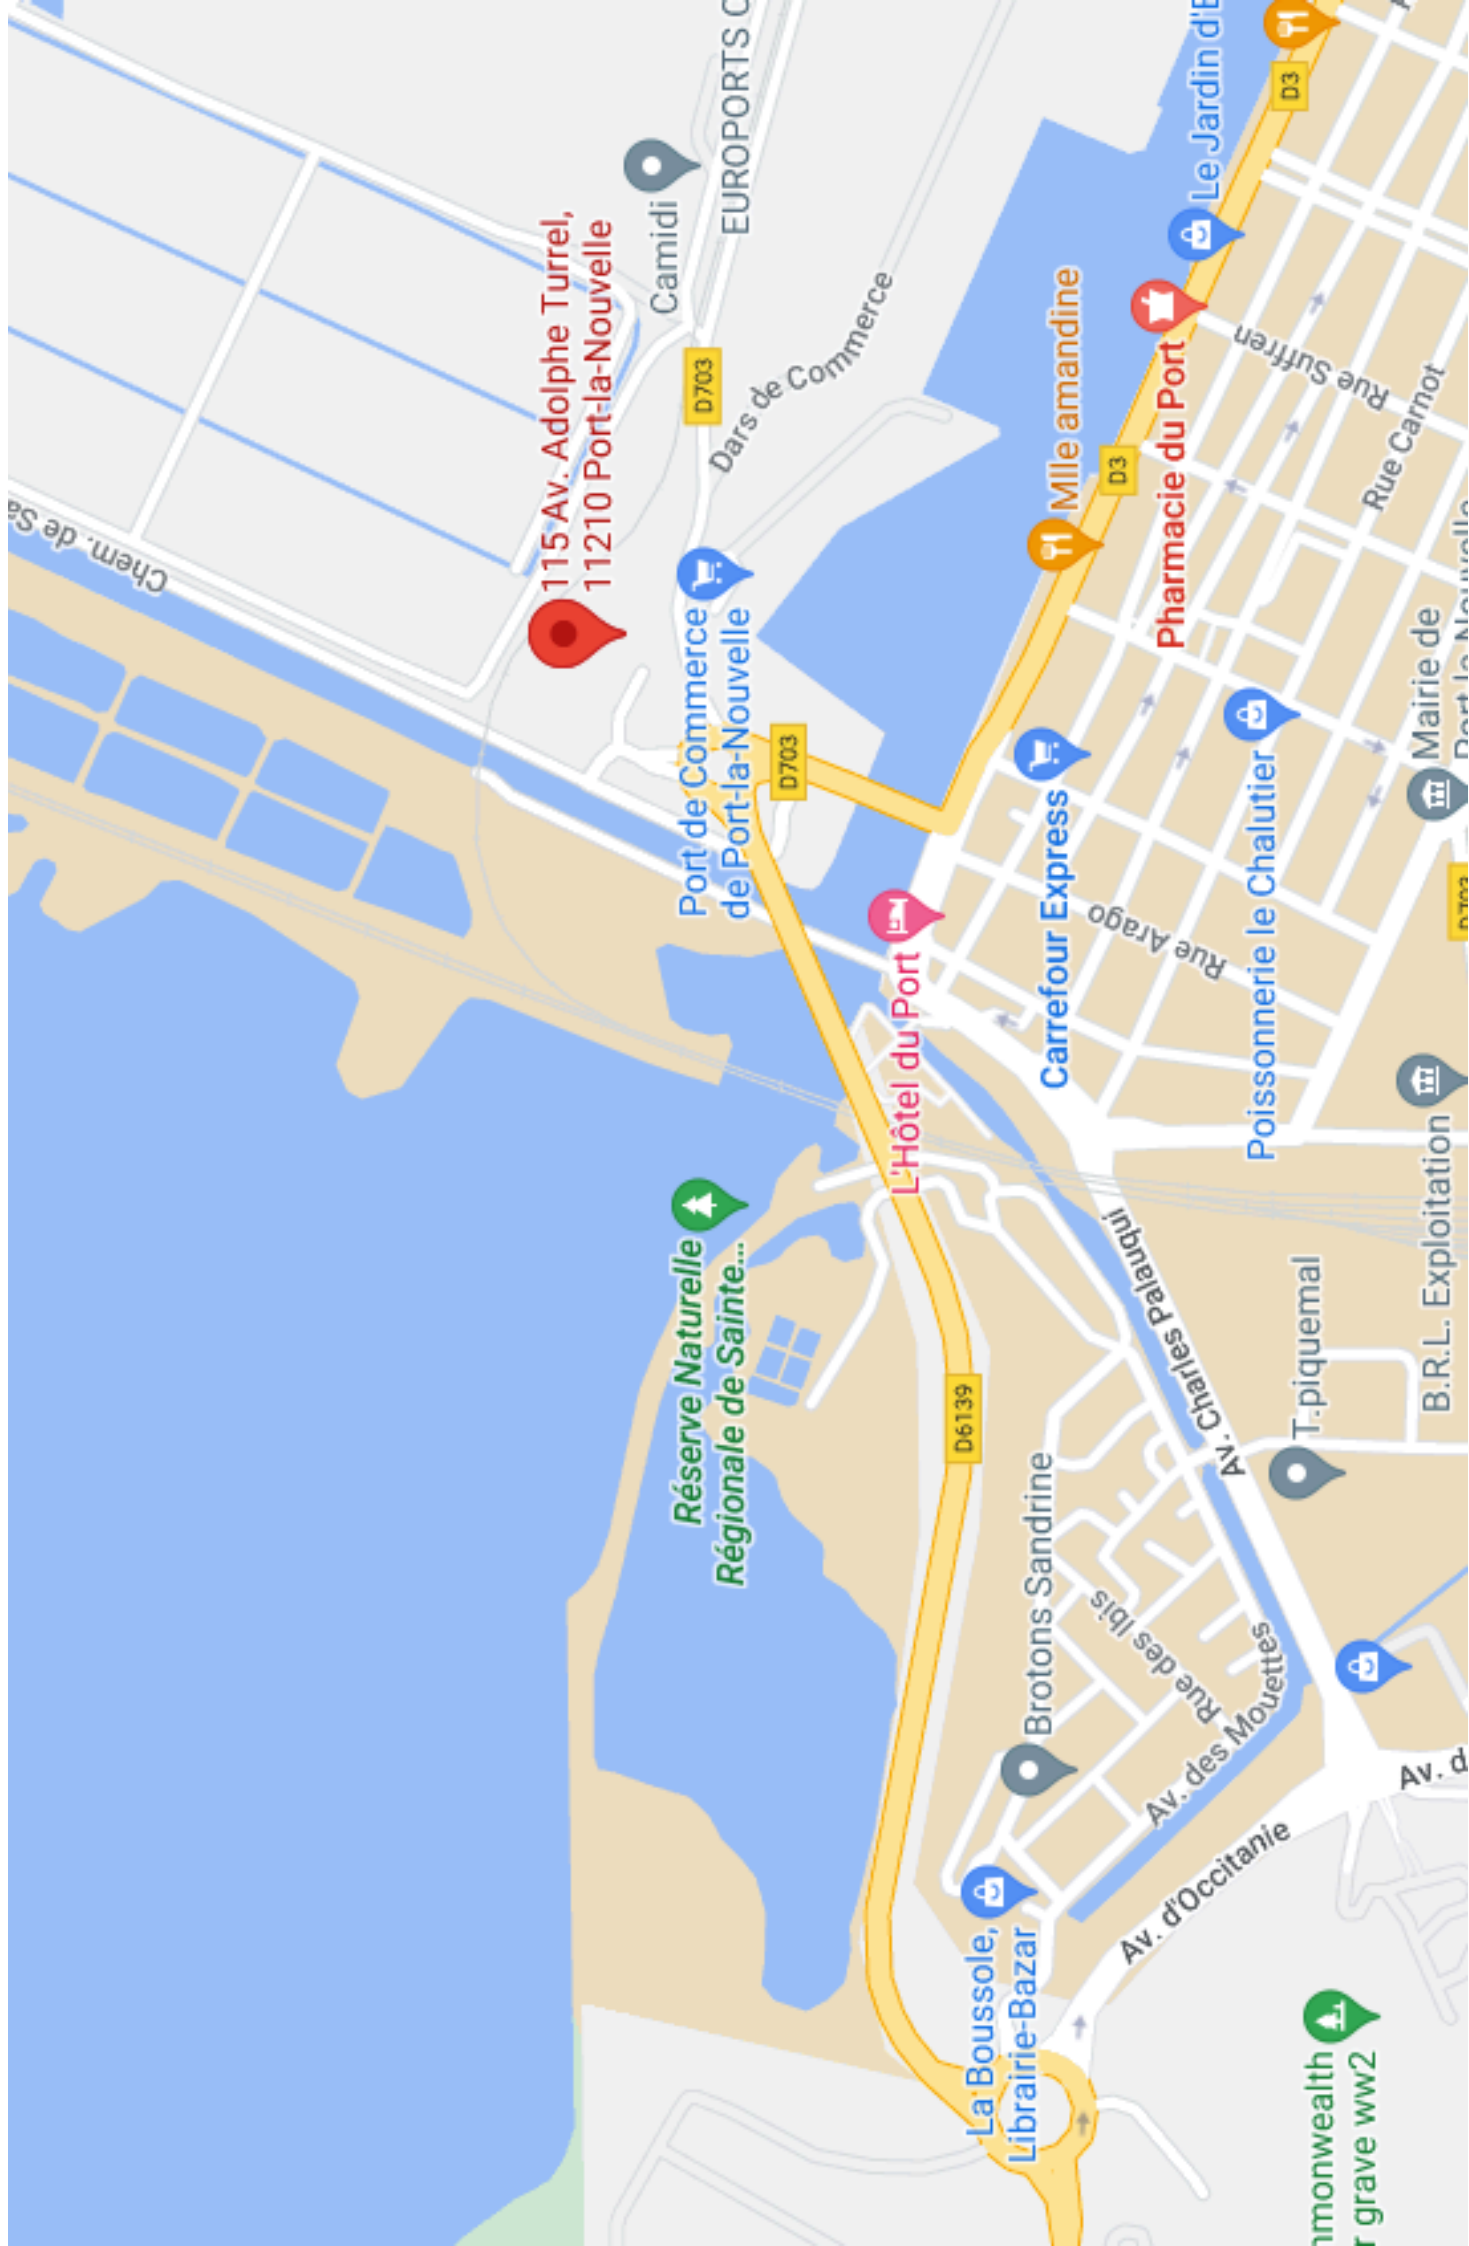 Chem. de Sa
115 Av. Adolphe Turrel,
11210 Port-la-Nouvelle
Camidi
EUROPORTS C
D703
Dars de Commerce
Port de Commerce
de Port-la-Nouvelle
D703
Réserve Naturelle
Régionale de Sainte...
L'Hôtel du Port
D6139
La Boussole,
Librairie-Bazar
Brotons Sandrine
Carrefour Express
Mlle amandine
D3
Pharmacie du Port
Le Jardin d'E
D3
Rue des Ibis
Av. des Mouettes
Av. d'Occitanie
Av. Charles Palauqui
Rue Arago
Rue Suffren
Rue Carnot
Poissonnerie le Chalutier
T-piquemal
mmonwealth
r grave ww2
Av. d
B.R.L. Exploitation
Mairie de
Port-la-Nouvelle
D703